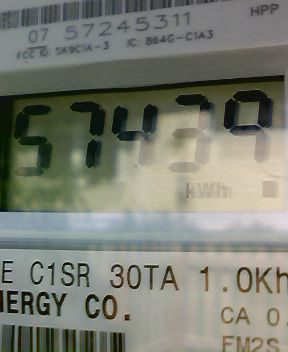 HPP
07 57245311
FCC ID: SK9C1A-3 IC: 864G-C1A3
57439
kWh
E C1SR 30TA 1.0Kh
NERGY CO.
CA 0.
FM2S